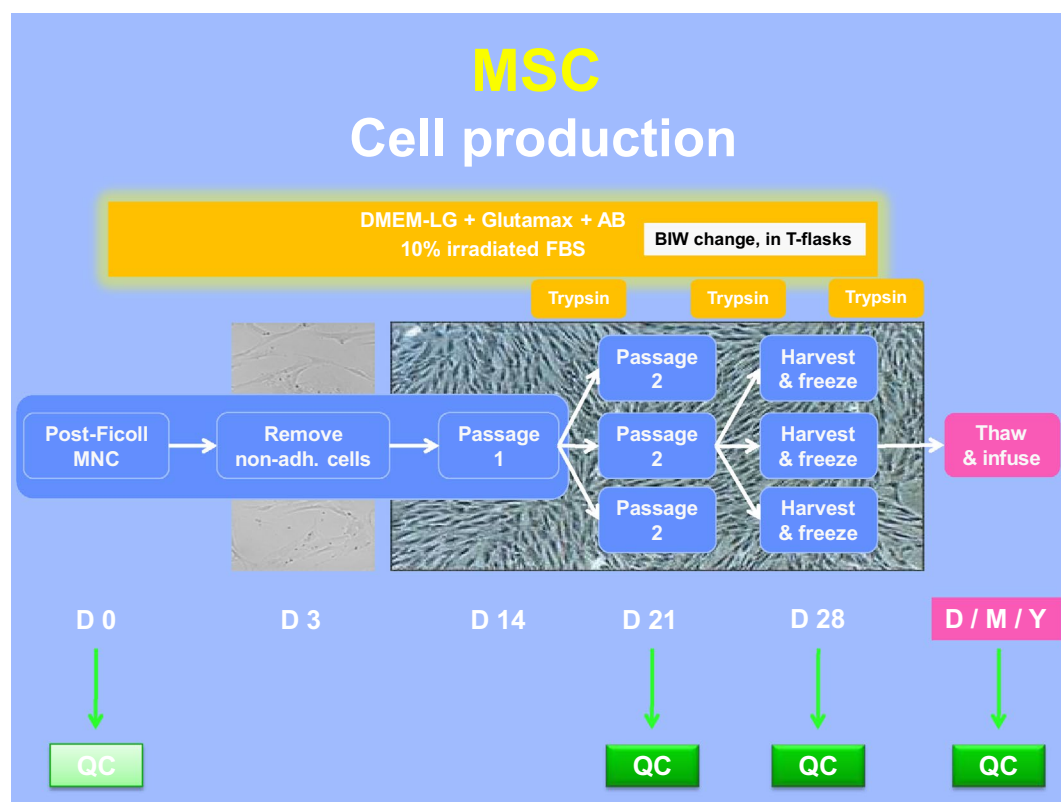 MSC
Cell production
DMEM-LG + Glutamax + AB
10% irradiated FBS
BIW change, in T-flasks
Trypsin
Trypsin
Trypsin
Passage
2
Harvest
& freeze
Post-Ficoll
MNC
Remove
non-adh. cells
Passage
1
Passage
2
Harvest
& freeze
Thaw
& infuse
Passage
2
Harvest
& freeze
D 0
D 3
D 14
D 21
D 28
D / M / Y
QC
QC
QC
QC